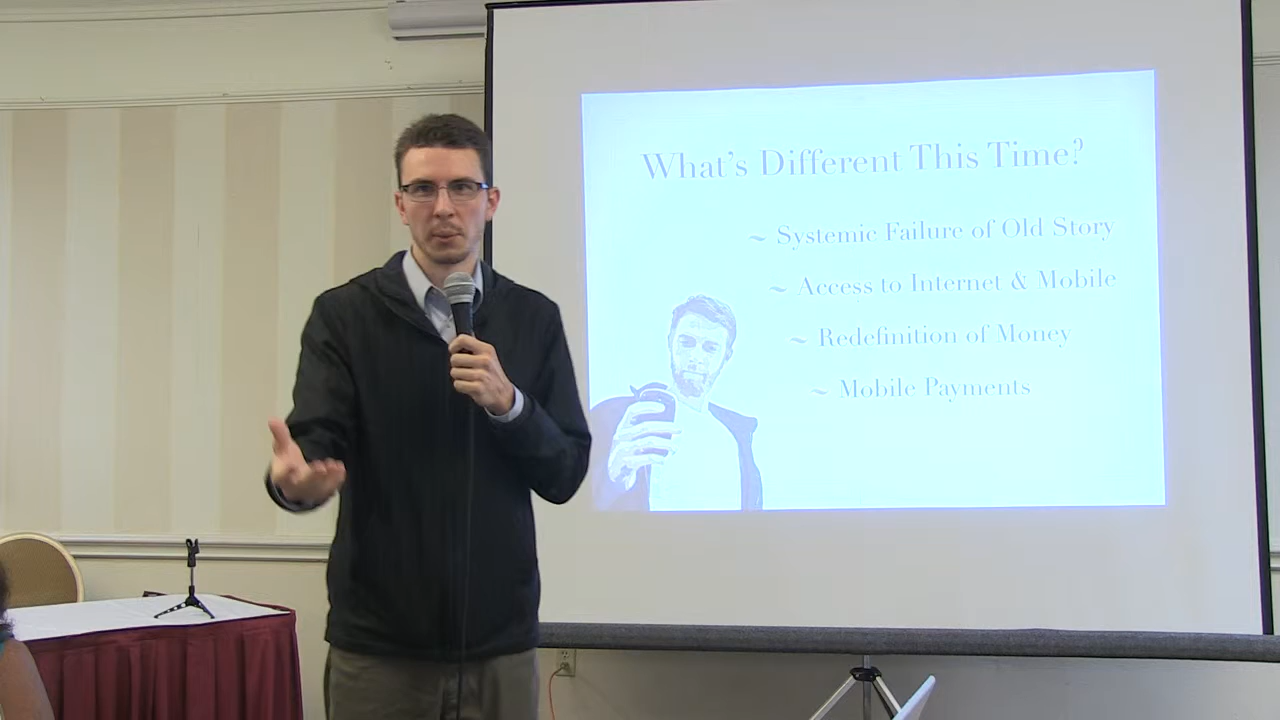 What's Different This Time?
~ Systemic Failure of Old Story
~ Access to Internet & Mobile
~ Redefinition of Money
~ Mobile Payments